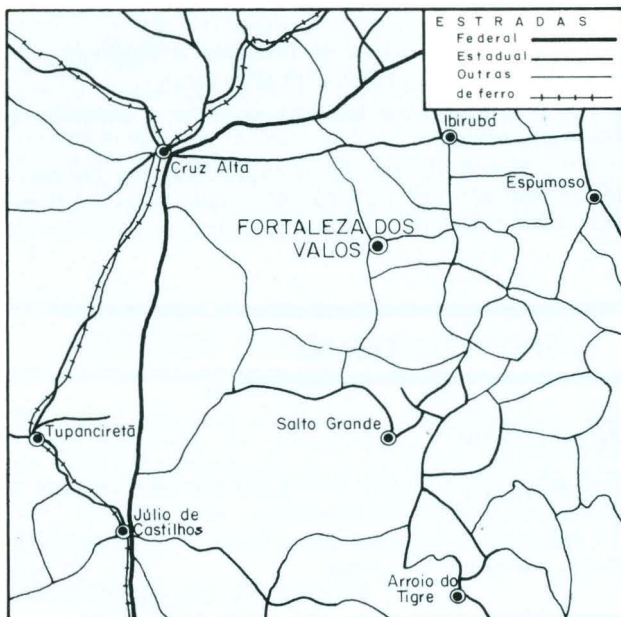 ESTRADAS
Federal
Estadual
Outras
de ferro
Ibirubá
Cruz Alta
Espumoso
FORTALEZA DOS
VALOS
Tupanciretã
Salto Grande
Júlio de
Castilhos
Arroio do
Tigre